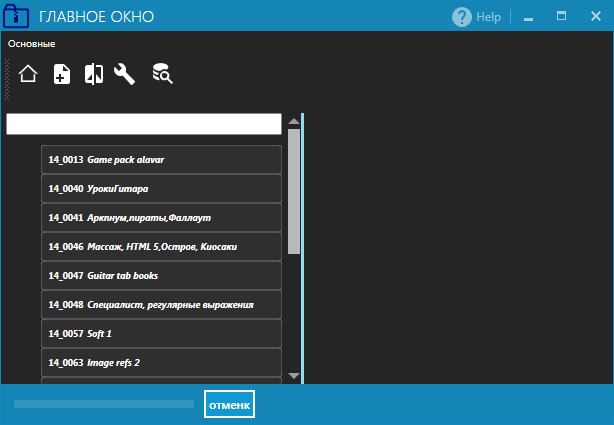 ГЛАВНОЕ ОКНО
? Help
Основные
14_0013 Game pack alavar
14_0040 УрокиГитара
14_0041 Аркпнум,пираты,Фаллаут
14_0046 Массаж, HTML 5,Остров, Киосаки
14_0047 Guitar tab books
14_0048 Специалист, регулярные выражения
14_0057 Soft 1
14_0063 Image refs 2
отменк